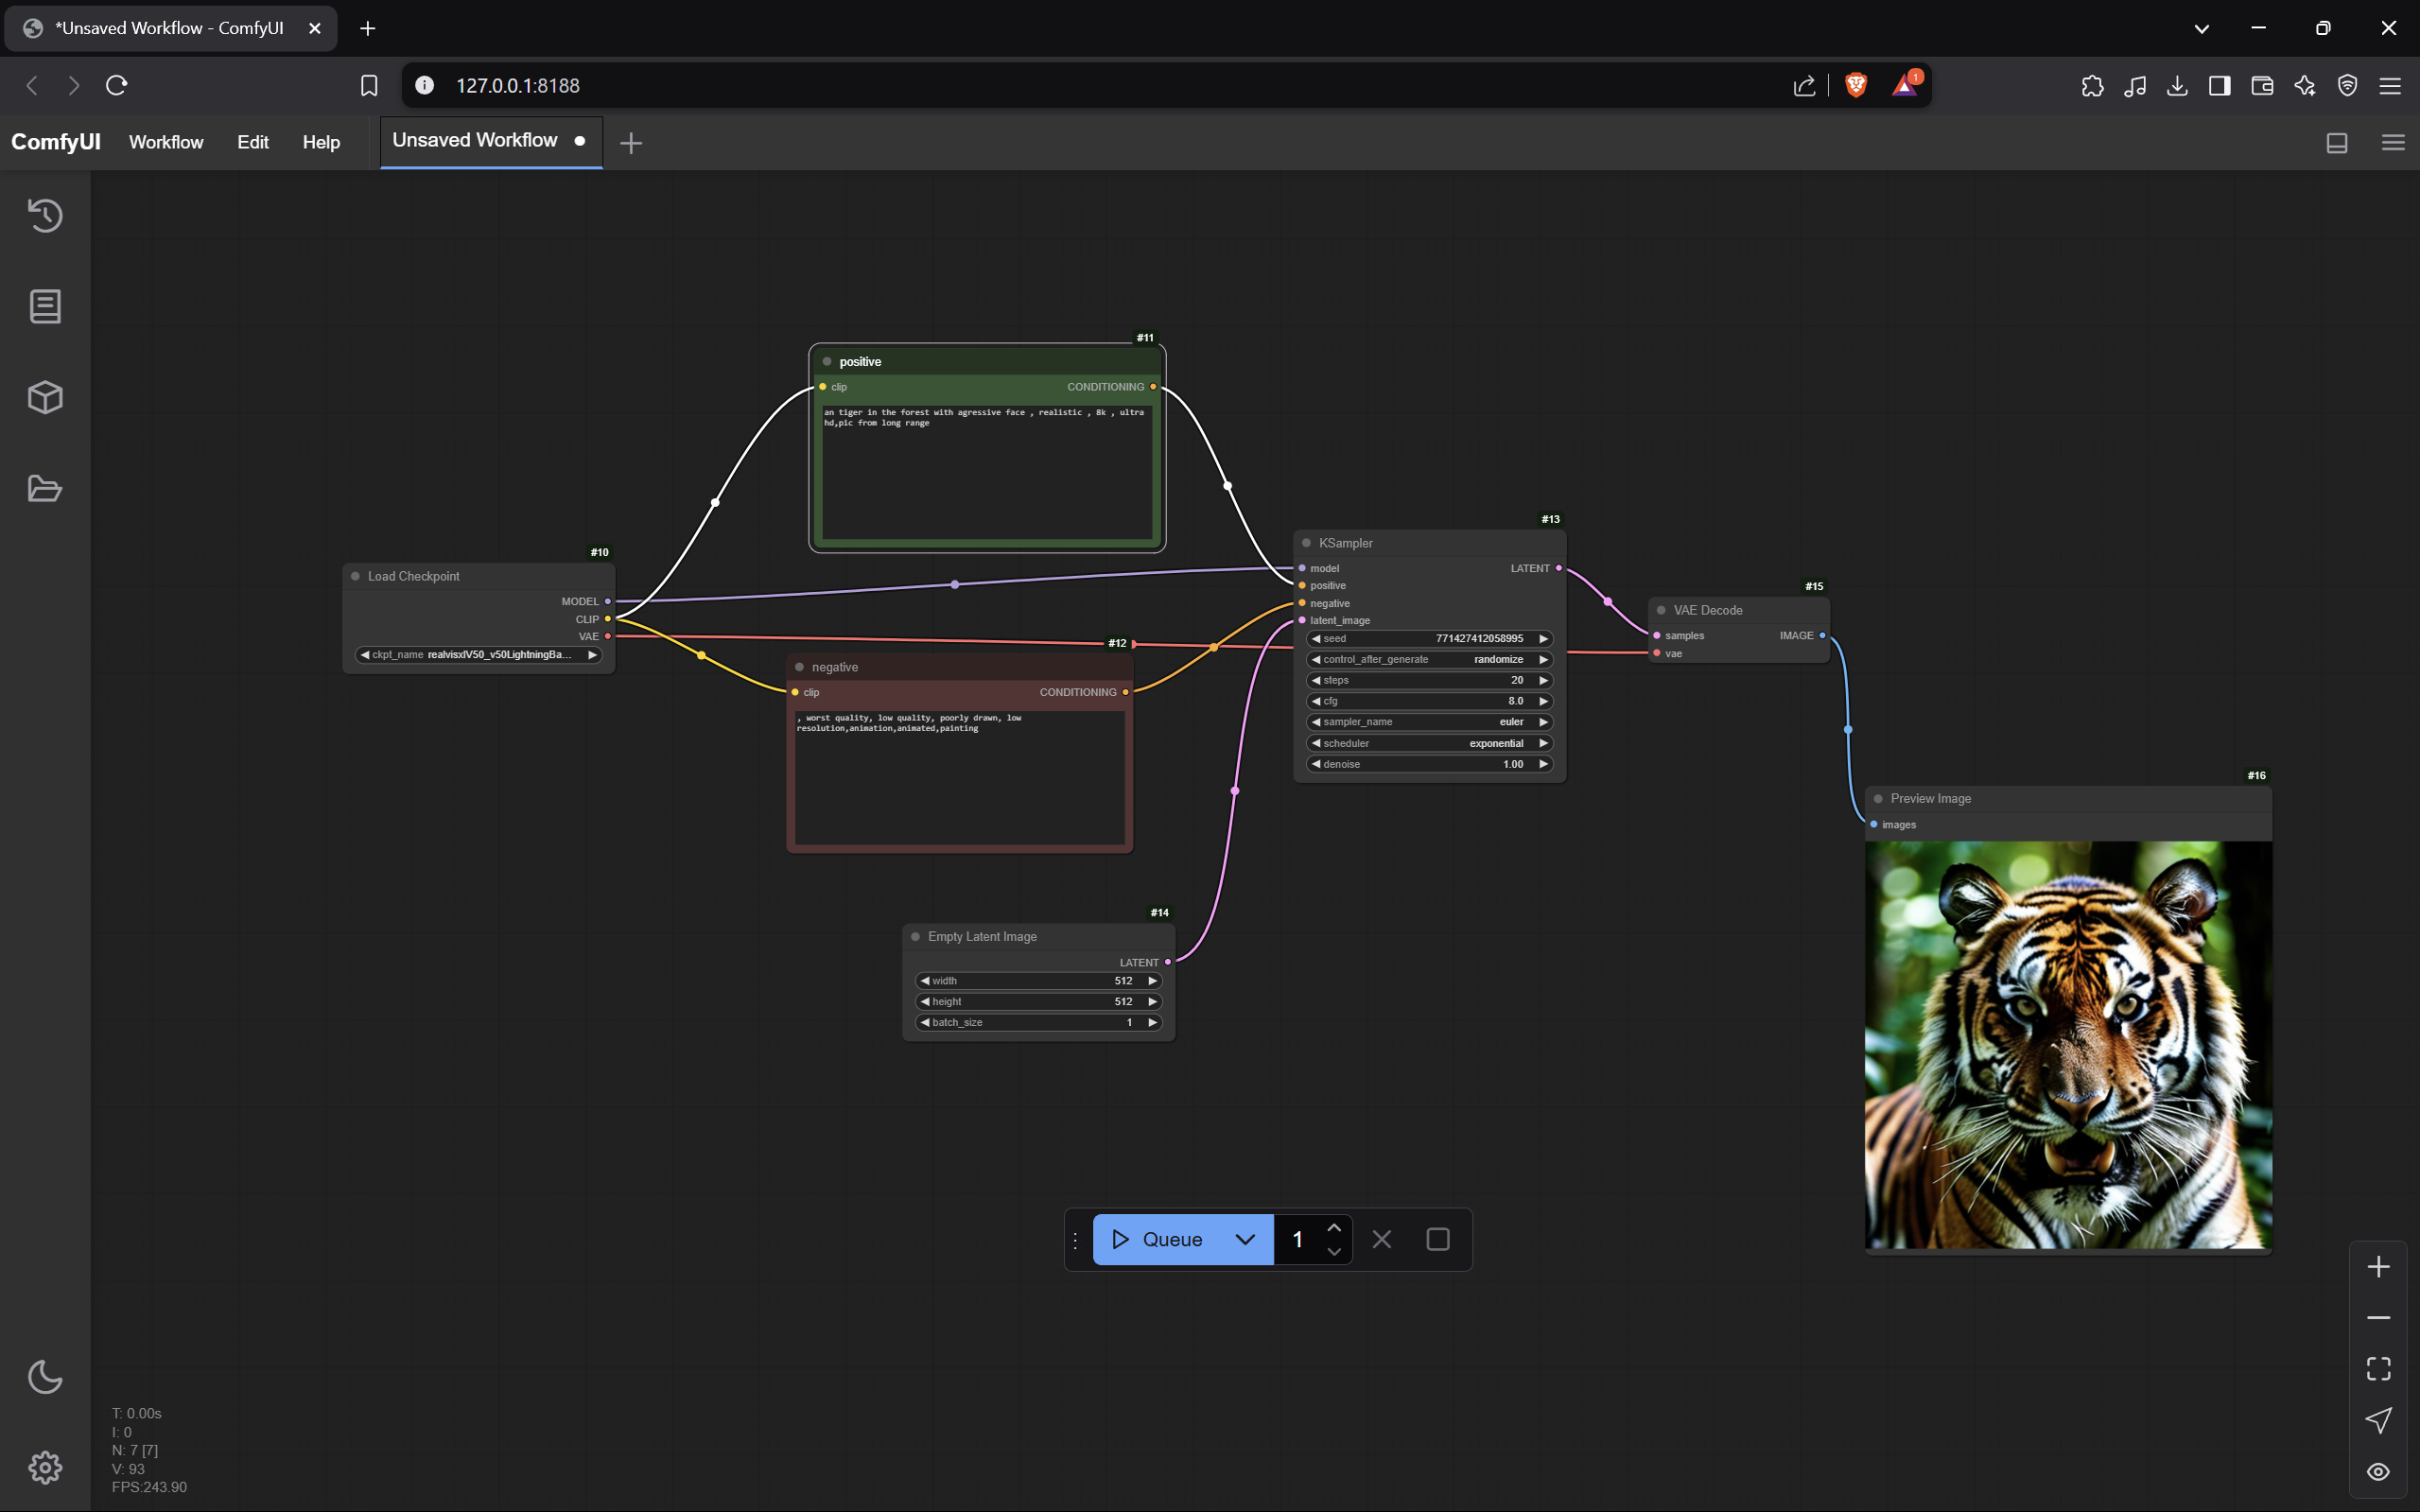 *Unsaved Workflow - ComfyUI
127.0.0.1:8188
1
ComfyUI Workflow Edit Help Unsaved Workflow
#11
positive
clip CONDITIONING
an tiger in the forest with agressive face , realistic , 8k , ultra
hd,pic from long range
#10
Load Checkpoint
MODEL
CLIP
VAE
ckpt_name realvisxlV50_v50LightningBa...
#12
negative
clip CONDITIONING
, worst quality, low quality, poorly drawn, low
resolution,animation,animated,painting
#13
KSampler
model LATENT
positive
negative
latent_image
seed 771427412058995
control_after_generate randomize
steps 20
cfg 8.0
sampler_name euler
scheduler exponential
denoise 1.00
#15
VAE Decode
samples IMAGE
vae
#14
Empty Latent Image
LATENT
width 512
height 512
batch_size 1
#16
Preview Image
images
Queue 1
T: 0.00s
I: 0
N: 7 [7]
V: 93
FPS:243.90